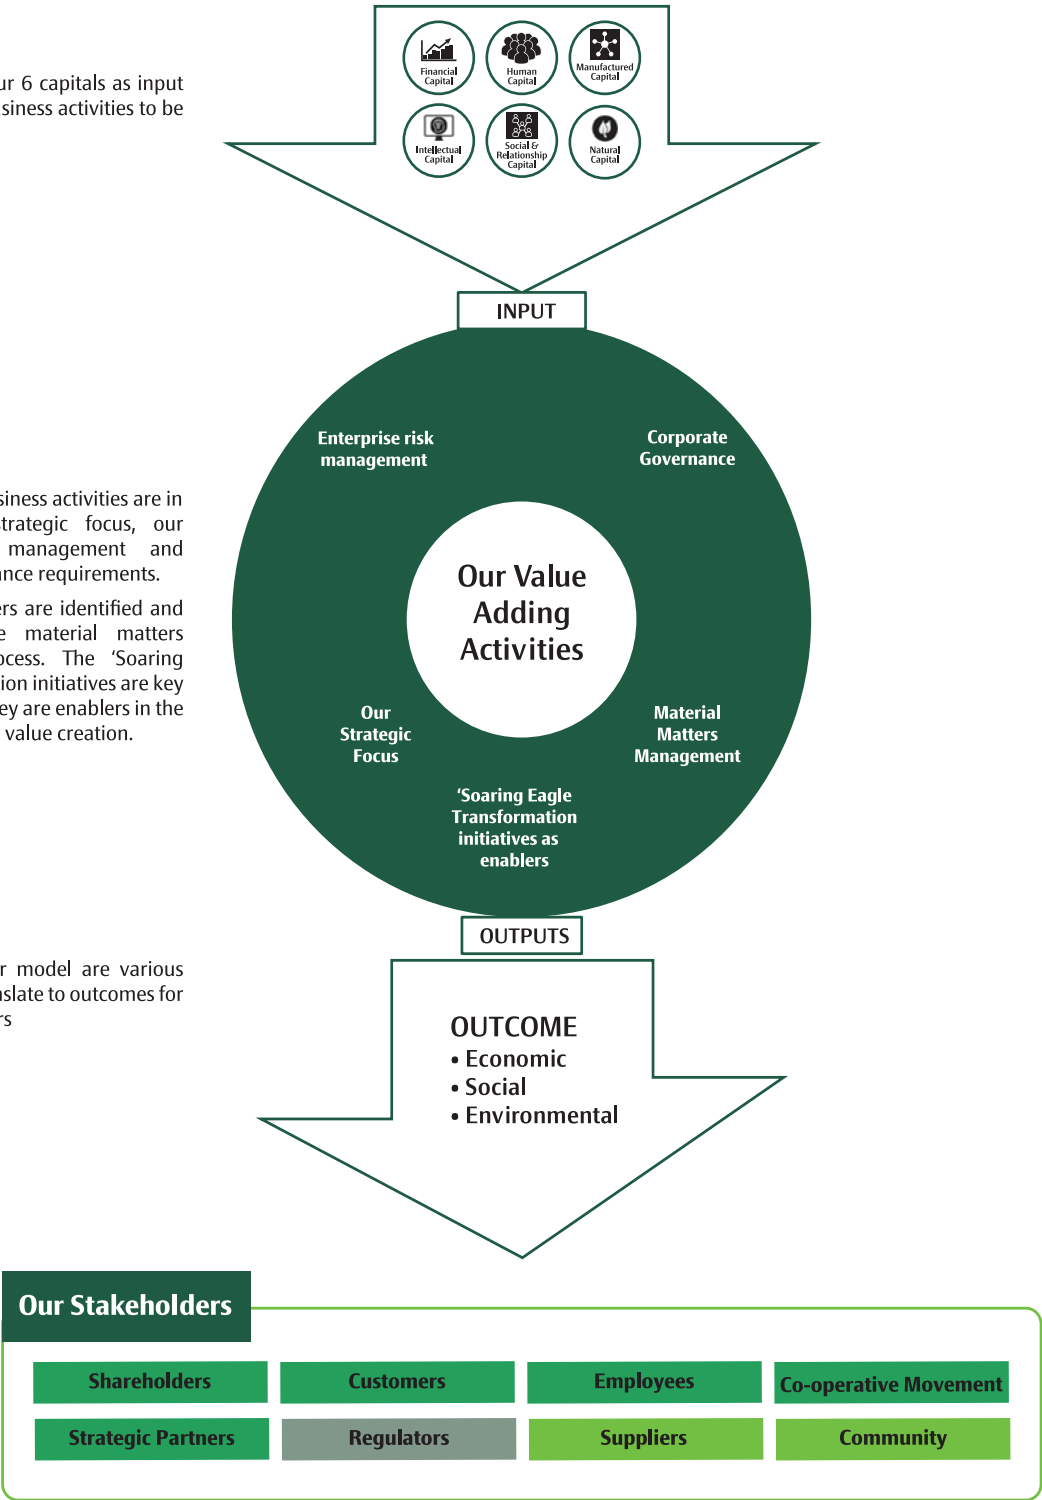 Financial
Capital
Human
Capital
Manufactured
Capital
Intellectual
Capital
Social &
Relationship
Capital
Natural
Capital
ur 6 capitals as input
usiness activities to be
INPUT
Enterprise risk
management
Corporate
Governance
siness activities are in
trategic focus, our
management and
ance requirements.
ers are identified and
e material matters
ocess. The ‘Soaring
ion initiatives are key
ey are enablers in the
value creation.
Our Value
Adding
Activities
Our
Strategic
Focus
Material
Matters
Management
‘Soaring Eagle
Transformation
initiatives as
enablers
OUTPUTS
r model are various
nslate to outcomes for
rs
OUTCOME
• Economic
• Social
• Environmental
Our Stakeholders
Shareholders
Customers
Employees
Co-operative Movement
Strategic Partners
Regulators
Suppliers
Community